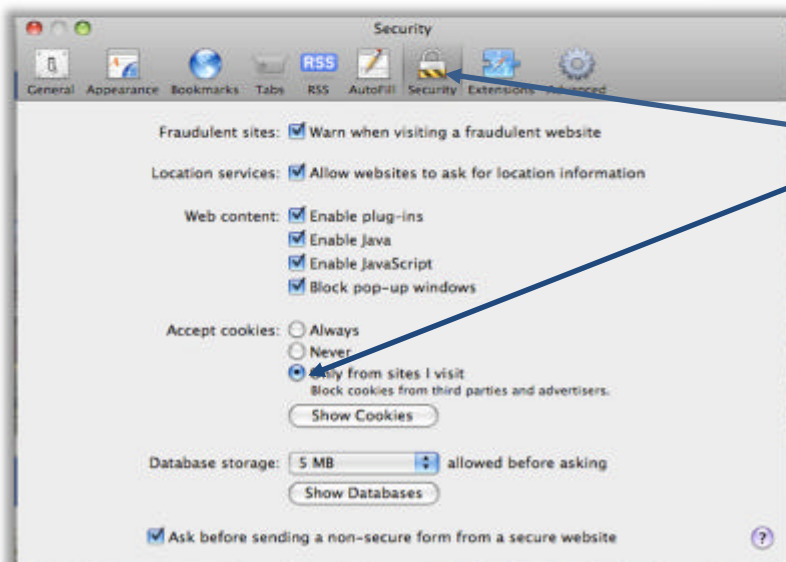 Security
RSS
General Appearance Bookmarks Tabs RSS AutoFill Security Extensions Advanced
Fraudulent sites: Warn when visiting a fraudulent website
Location services: Allow websites to ask for location information
Web content: Enable plug-ins
Enable Java
Enable JavaScript
Block pop-up windows
Accept cookies: Always
Never
Only from sites I visit
Block cookies from third parties and advertisers.
Show Cookies
Database storage: 5 MB allowed before asking
Show Databases
Ask before sending a non-secure form from a secure website ?